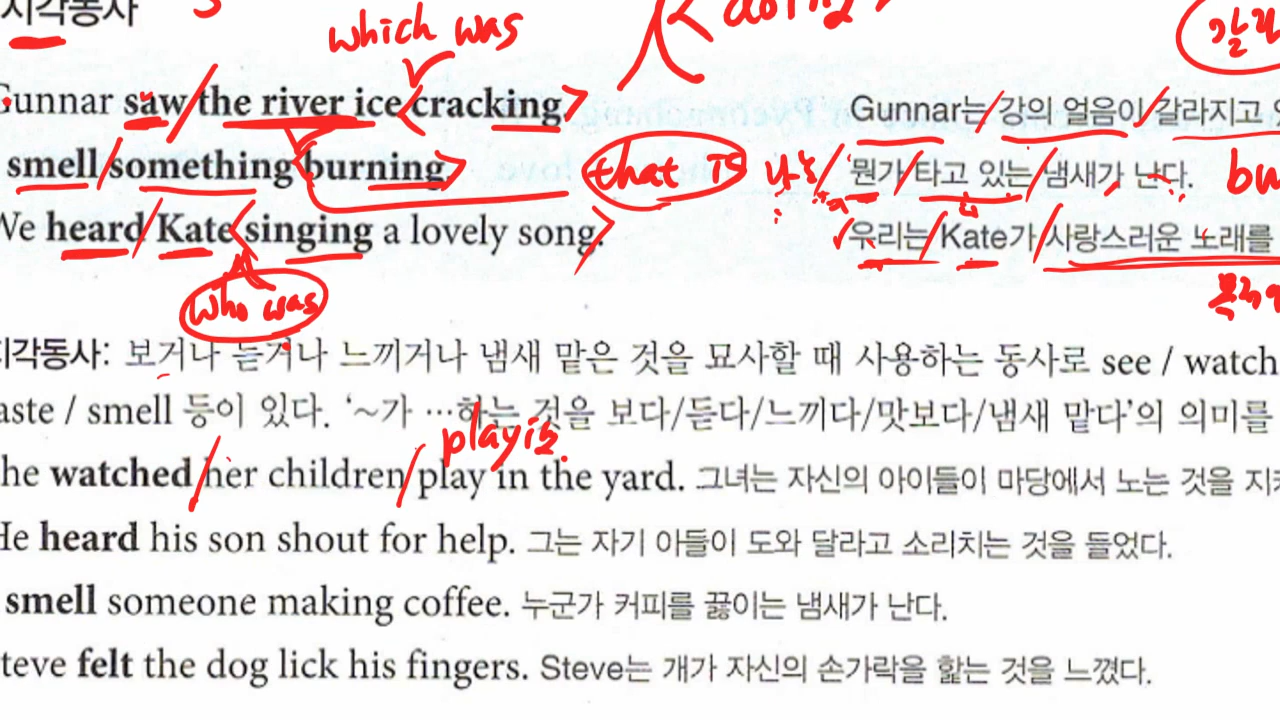 지각동사
doing,
which was
Gunnar saw the river ice cracking. Gunnar는 강의 얼음이 갈라지고
smell something burning. that is 나는 뭔가 타고 있는 냄새가 난다. bu
We heard Kate singing a lovely song. 우리는 Kate가 사랑스러운 노래를
who was
지각동사: 보거나 듣거나 느끼거나 냄새 맡은 것을 묘사할 때 사용하는 동사로 see / watch
aste / smell 등이 있다. '~가 …하는 것을 보다/듣다/느끼다/맛보다/냄새 맡다'의 의미를
he watched her children play in the yard. 그녀는 자신의 아이들이 마당에서 노는 것을 지켜
He heard his son shout for help. 그는 자기 아들이 도와 달라고 소리치는 것을 들었다.
smell someone making coffee. 누군가 커피를 끓이는 냄새가 난다.
teve felt the dog lick his fingers. Steve는 개가 자신의 손가락을 핥는 것을 느꼈다.